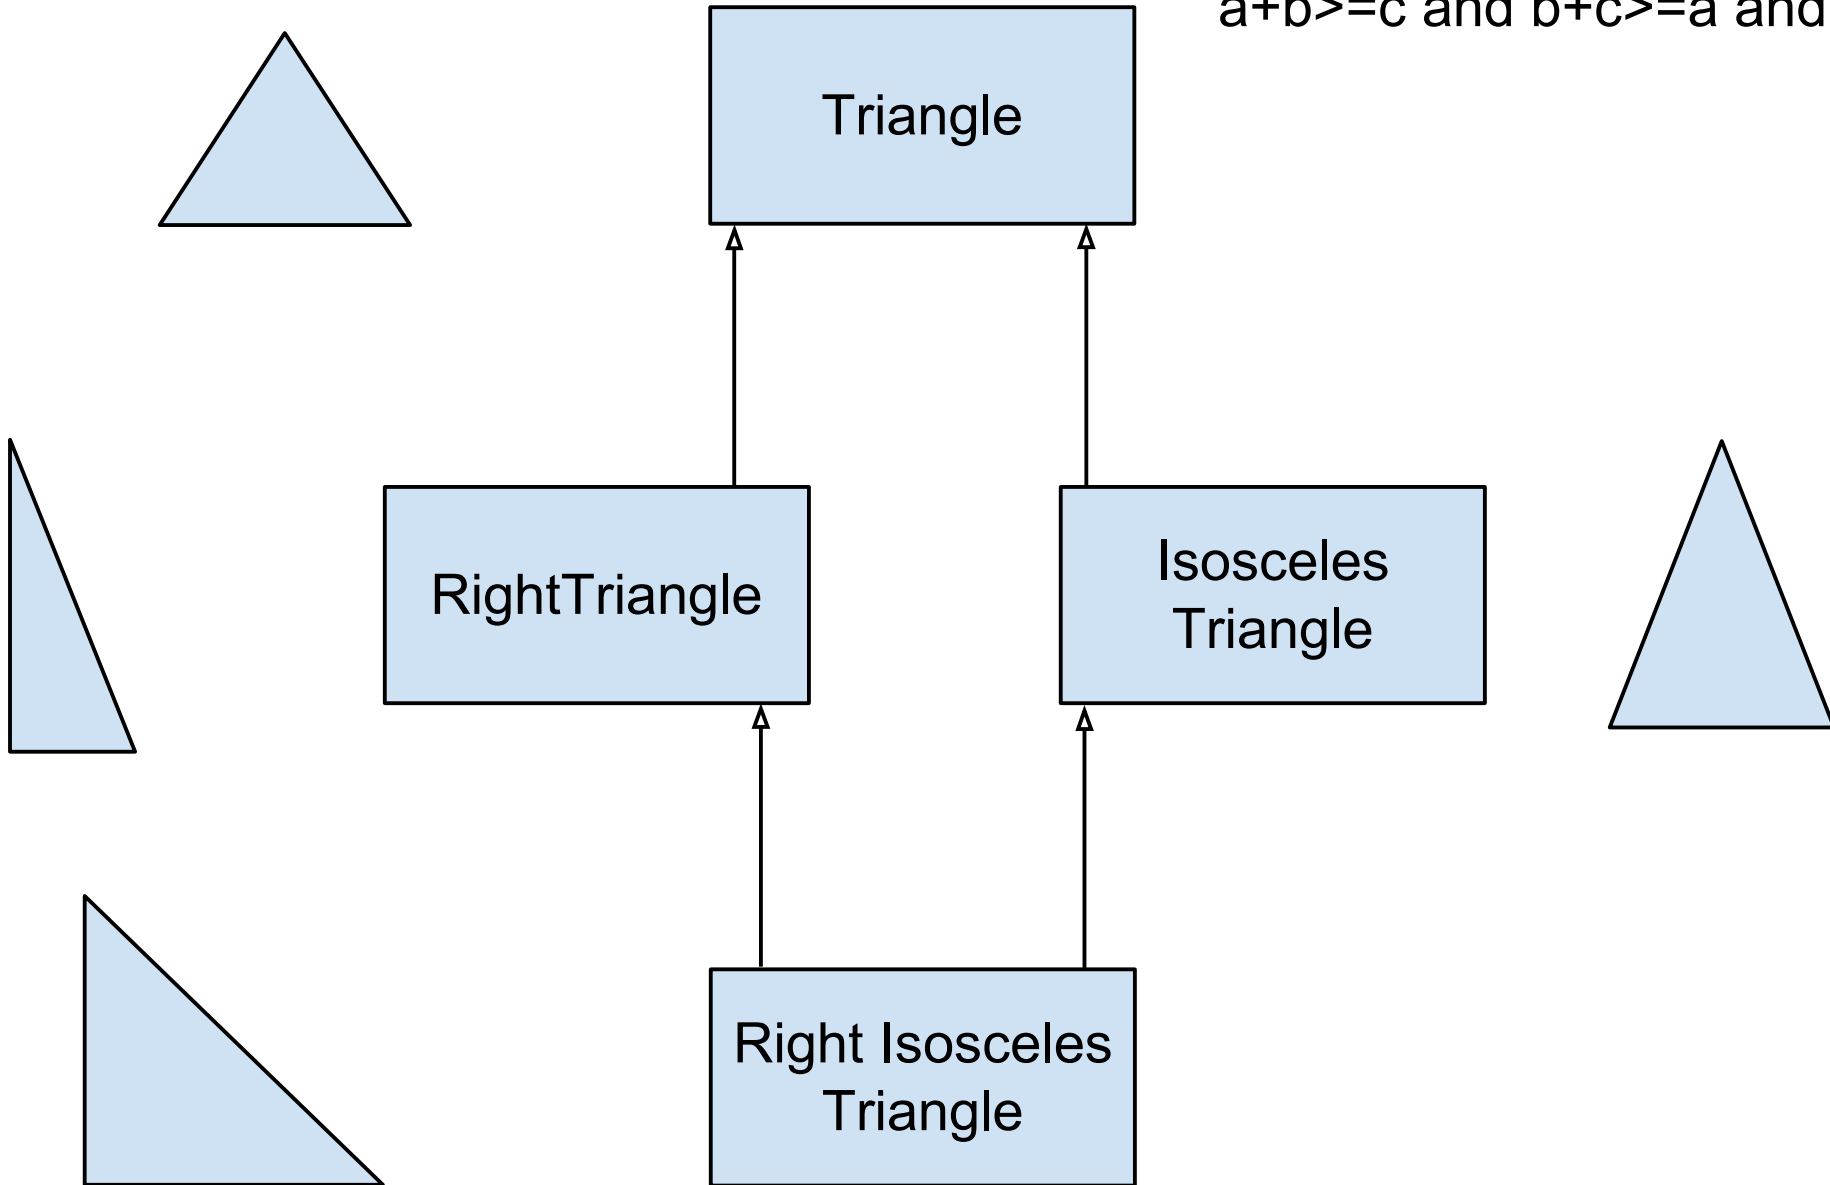 a+b>=c and b+c>=a and
Triangle
RightTriangle
Isosceles
Triangle
Right Isosceles
Triangle